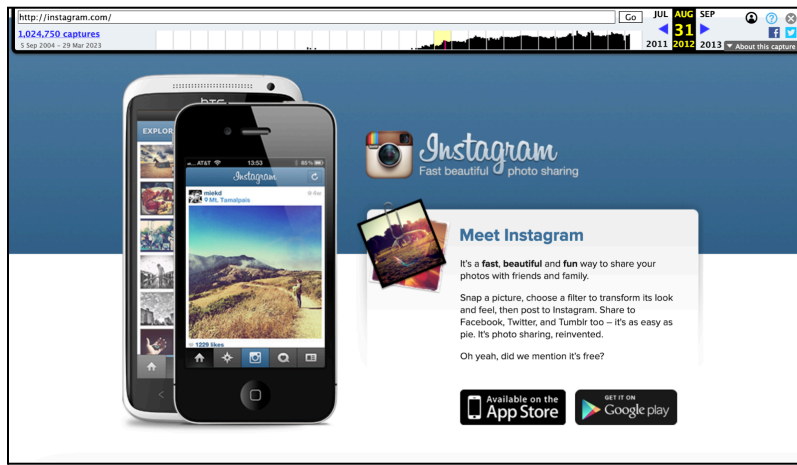 http://instagram.com/
Go
JUL AUG SEP
1,024,750 captures
31
5 Sep 2004 – 29 Mar 2023
2011 2012 2013
About this capture
hTC
EXPLOR
AT&T 13:53 85%
Instagram
miekd
Mt. Tamalpais
1229 likes
Instagram
Fast beautiful photo sharing
Meet Instagram
It's a fast, beautiful and fun way to share your
photos with friends and family.
Snap a picture, choose a filter to transform its look
and feel, then post to Instagram. Share to
Facebook, Twitter, and Tumblr too – it's as easy as
pie. It's photo sharing, reinvented.
Oh yeah, did we mention it's free?
Available on the
App Store
GET IT ON
Google play